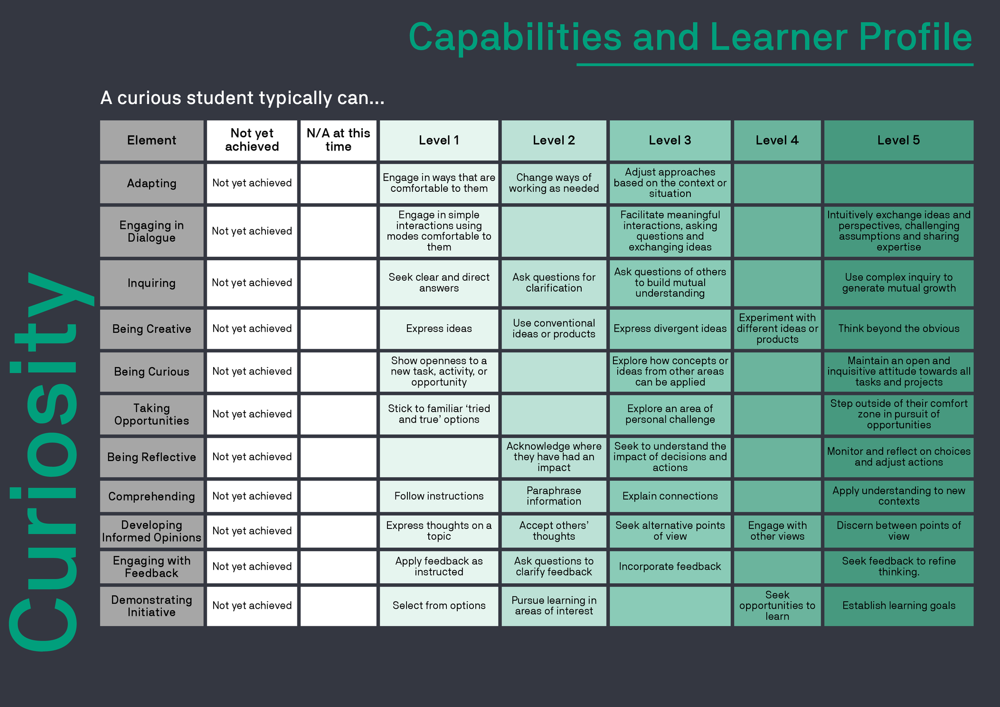 Capabilities and Learner Profile
A curious student typically can...
Curiosity
Element
Not yet
achieved
N/A at this
time
Level 1
Level 2
Level 3
Level 4
Level 5
Adapting
Not yet achieved
Engage in ways that are
comfortable to them
Change ways of
working as needed
Adjust approaches
based on the context or
situation
Engaging in
Dialogue
Not yet achieved
Engage in simple
interactions using
modes comfortable to
them
Facilitate meaningful
interactions, asking
questions and
exchanging ideas
Intuitively exchange ideas and
perspectives, challenging
assumptions and sharing
expertise
Inquiring
Not yet achieved
Seek clear and direct
answers
Ask questions for
clarification
Ask questions of others
to build mutual
understanding
Use complex inquiry to
generate mutual growth
Being Creative
Not yet achieved
Express ideas
Use conventional
ideas or products
Express divergent ideas
Experiment with
different ideas or
products
Think beyond the obvious
Being Curious
Not yet achieved
Show openness to a
new task, activity, or
opportunity
Explore how concepts or
ideas from other areas
can be applied
Maintain an open and
inquisitive attitude towards all
tasks and projects
Taking
Opportunities
Not yet achieved
Stick to familiar ‘tried
and true’ options
Explore an area of
personal challenge
Step outside of their comfort
zone in pursuit of
opportunities
Being Reflective
Not yet achieved
Acknowledge where
they have had an
impact
Seek to understand the
impact of decisions and
actions
Monitor and reflect on choices
and adjust actions
Comprehending
Not yet achieved
Follow instructions
Paraphrase
information
Explain connections
Apply understanding to new
contexts
Developing
Informed Opinions
Not yet achieved
Express thoughts on a
topic
Accept others’
thoughts
Seek alternative points
of view
Engage with
other views
Discern between points of
view
Engaging with
Feedback
Not yet achieved
Apply feedback as
instructed
Ask questions to
clarify feedback
Incorporate feedback
Seek feedback to refine
thinking.
Demonstrating
Initiative
Not yet achieved
Select from options
Pursue learning in
areas of interest
Seek
opportunities to
learn
Establish learning goals